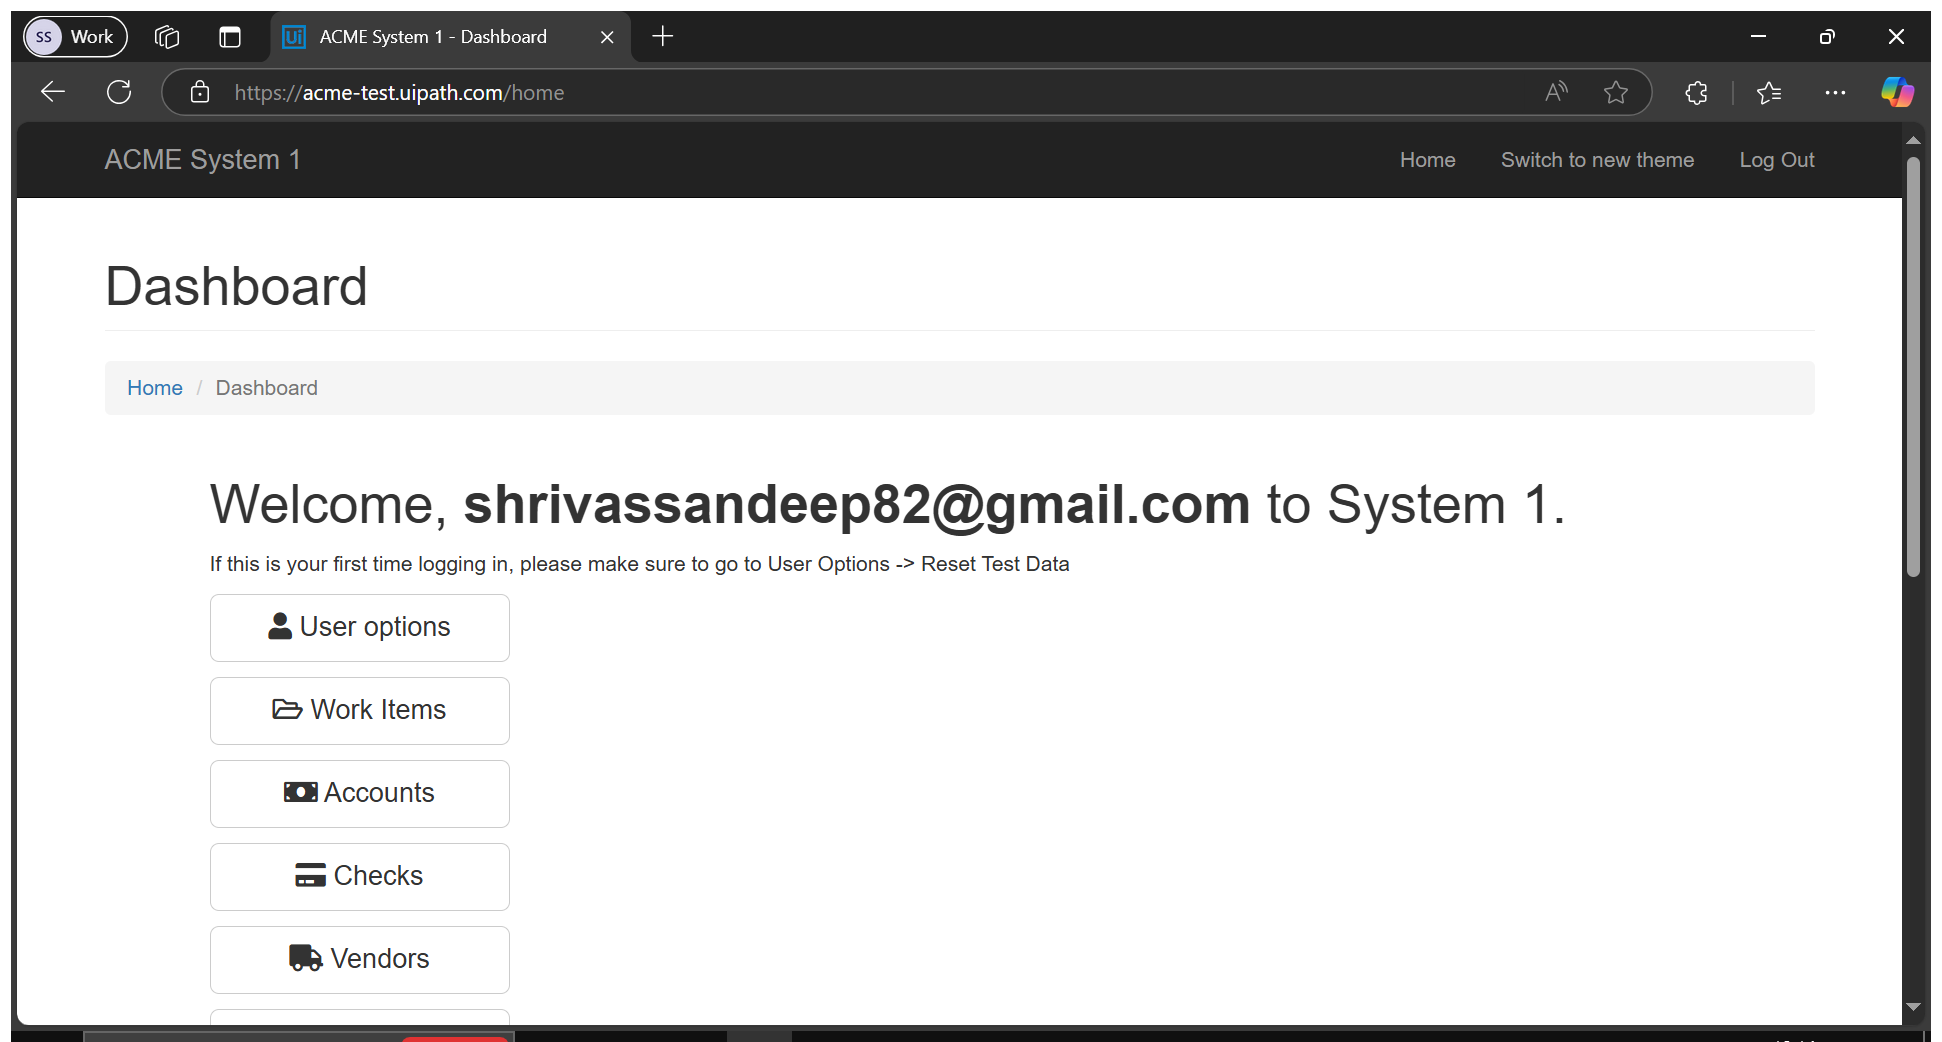 SS Work
Ui ACME System 1 - Dashboard
https://acme-test.uipath.com/home
ACME System 1
Home Switch to new theme Log Out
Dashboard
Home / Dashboard
Welcome, shrivassandeep82@gmail.com to System 1.
If this is your first time logging in, please make sure to go to User Options -> Reset Test Data
User options
Work Items
Accounts
Checks
Vendors